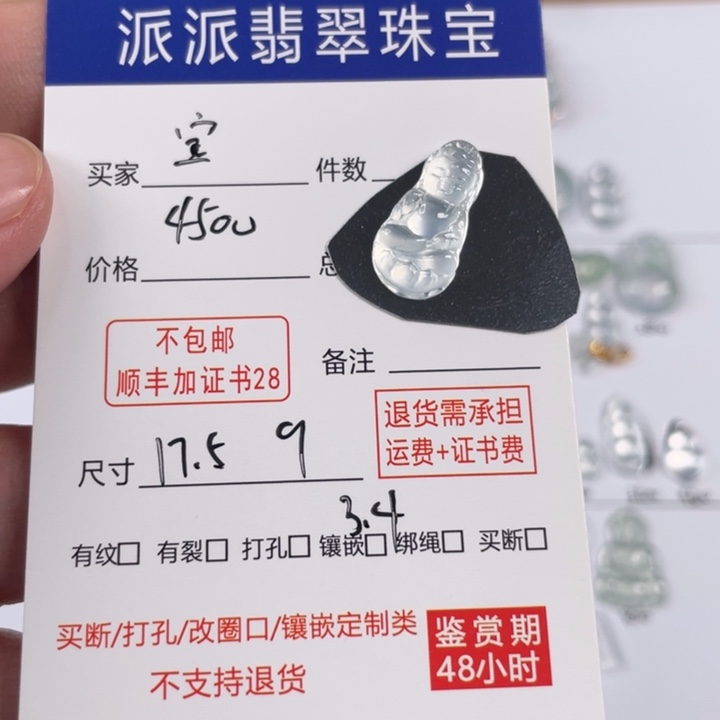 派派翡翠珠宝
买家 宝 件数
价格 4500 总
不包邮
顺丰加证书28
备注
退货需承担
运费+证书费
尺寸 17.5 9
3.4
有纹□ 有裂□ 打孔□ 镶嵌□ 绑绳□ 买断□
买断/打孔/改圈口/镶嵌定制类
不支持退货
鉴赏期
48小时